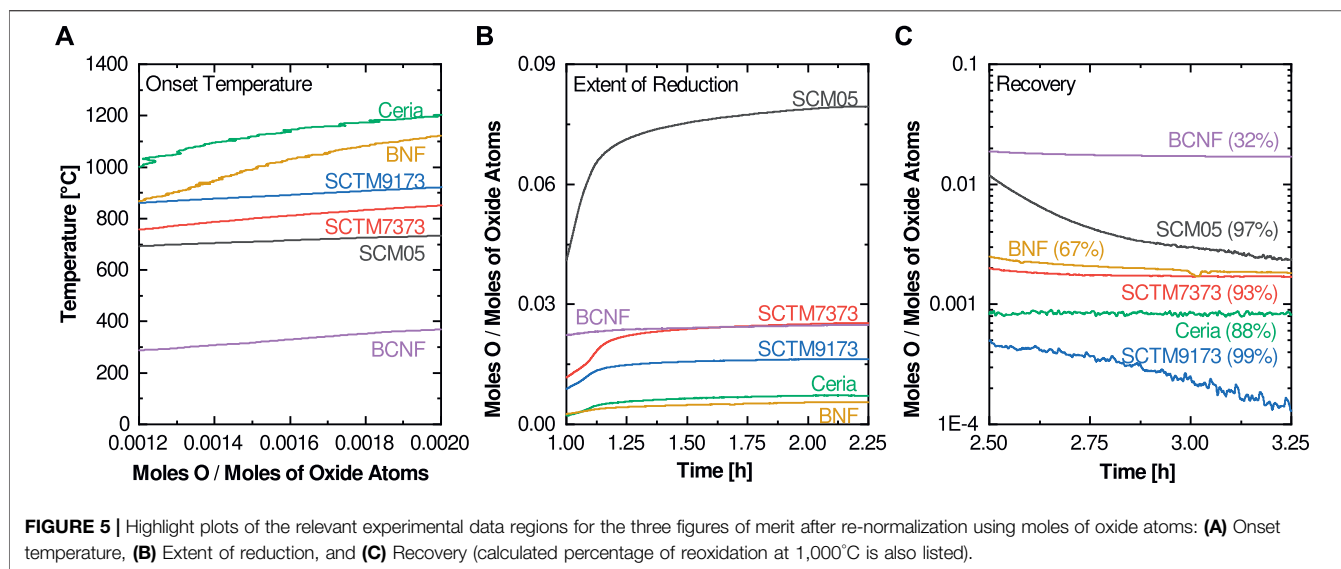 A
Onset Temperature
1400
1200
1000
800
600
400
200
0
Temperature [°C]
Ceria
BNF
SCTM9173
SCTM7373
SCM05
BCNF
0.0012 0.0014 0.0016 0.0018 0.0020
Moles O / Moles of Oxide Atoms
B
Extent of Reduction
0.09
0.06
0.03
0.00
Moles O / Moles of Oxide Atoms
SCM05
BCNF
SCTM7373
SCTM9173
Ceria
BNF
1.00 1.25 1.50 1.75 2.00 2.25
Time [h]
C
Recovery
0.1
0.01
0.001
1E-4
Moles O / Moles of Oxide Atoms
BCNF (32%)
SCM05 (97%)
BNF (67%)
SCTM7373 (93%)
Ceria (88%)
SCTM9173 (99%)
2.50 2.75 3.00 3.25
Time [h]
FIGURE 5 | Highlight plots of the relevant experimental data regions for the three figures of merit after re-normalization using moles of oxide atoms: (A) Onset
temperature, (B) Extent of reduction, and (C) Recovery (calculated percentage of reoxidation at 1,000°C is also listed).